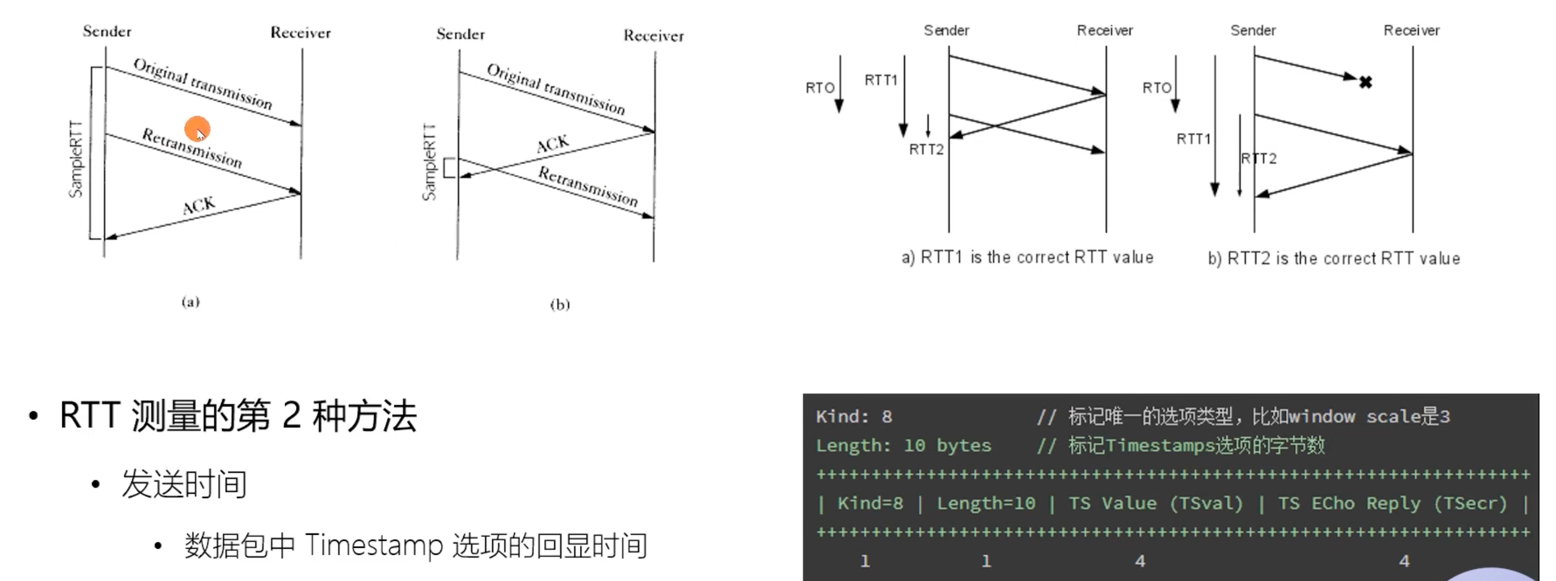 Sender
Receiver
Original transmission
Retransmission
ACK
SampleRTT
(a)
Sender
Receiver
Original transmission
ACK
Retransmission
SampleRTT
(b)
Sender
Receiver
RTO
RTT1
RTT2
a) RTT1 is the correct RTT value
Sender
Receiver
RTO
RTT1
RTT2
b) RTT2 is the correct RTT value
• RTT 测量的第 2 种方法
• 发送时间
• 数据包中 Timestamp 选项的回显时间
Kind: 8 // 标记唯一的选项类型，比如window scale是3
Length: 10 bytes // 标记Timestamps选项的字节数
+++++++++++++++++++++++++++++++++++++++++++++++++++++++++++++++++
| Kind=8 | Length=10 | TS Value (TSval) | TS ECho Reply (TSecr) |
+++++++++++++++++++++++++++++++++++++++++++++++++++++++++++++++++
1 1 4 4